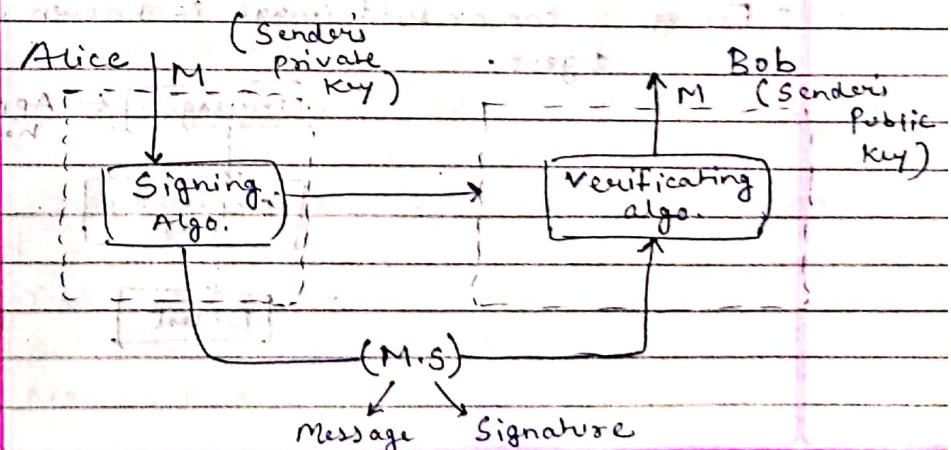 Alice
M
(Sender's
private
Key)
Bob
M
(Sender's
Public
Key)
Signing
Algo.
Verificating
algo.
(M.S)
Message
Signature